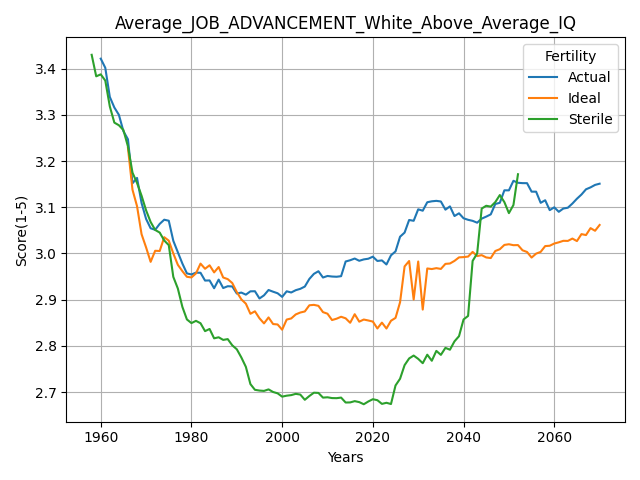 Average_JOB_ADVANCEMENT_White_Above_Average_IQ
Fertility
Actual
Ideal
Sterile
Score(1-5)
3.4
3.3
3.2
3.1
3.0
2.9
2.8
2.7
1960 1980 2000 2020 2040 2060
Years